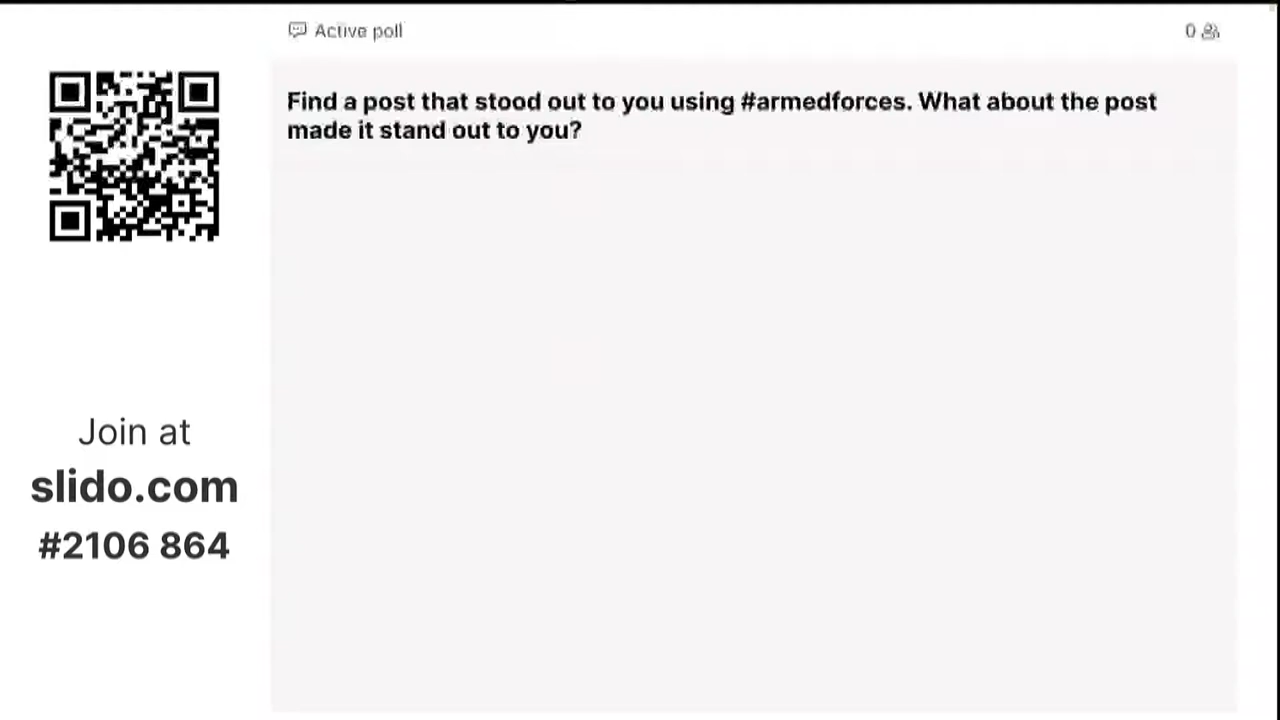 Active poll
0
Find a post that stood out to you using #armedforces. What about the post
made it stand out to you?
Join at
slido.com
#2106 864